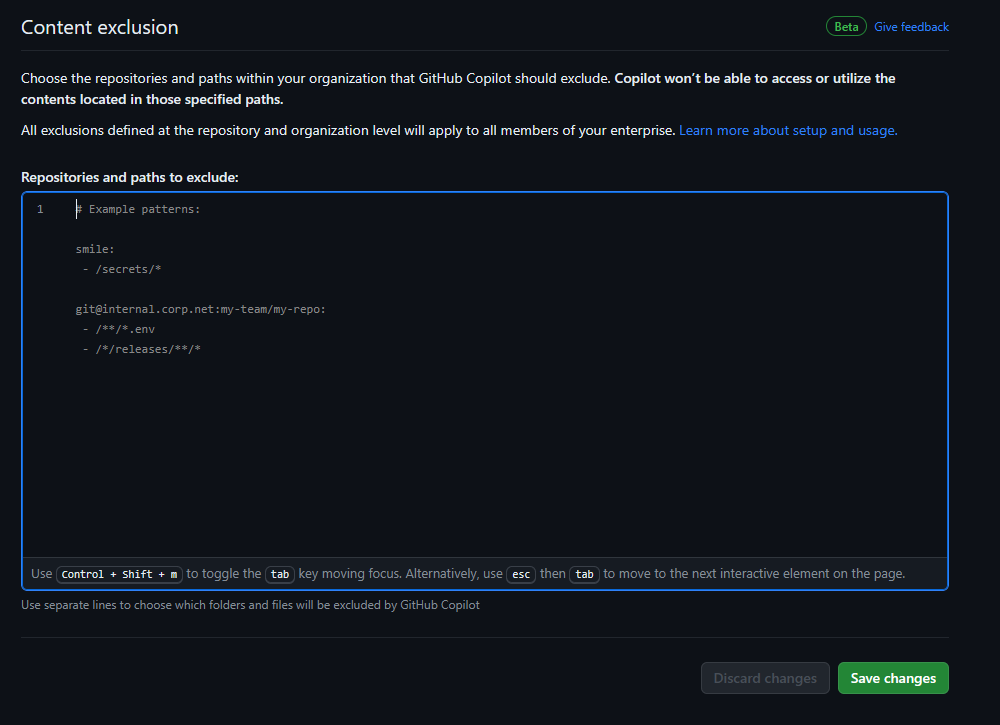 Content exclusion
Beta
Give feedback
Choose the repositories and paths within your organization that GitHub Copilot should exclude. Copilot won’t be able to access or utilize the
contents located in those specified paths.
All exclusions defined at the repository and organization level will apply to all members of your enterprise. Learn more about setup and usage.
Repositories and paths to exclude:
1 # Example patterns:
smile:
- /secrets/*
git@internal.corp.net:my-team/my-repo:
- /**/*.env
- /*/releases/**/*
Use Control + Shift + m to toggle the tab key moving focus. Alternatively, use esc then tab to move to the next interactive element on the page.
Use separate lines to choose which folders and files will be excluded by GitHub Copilot
Discard changes
Save changes